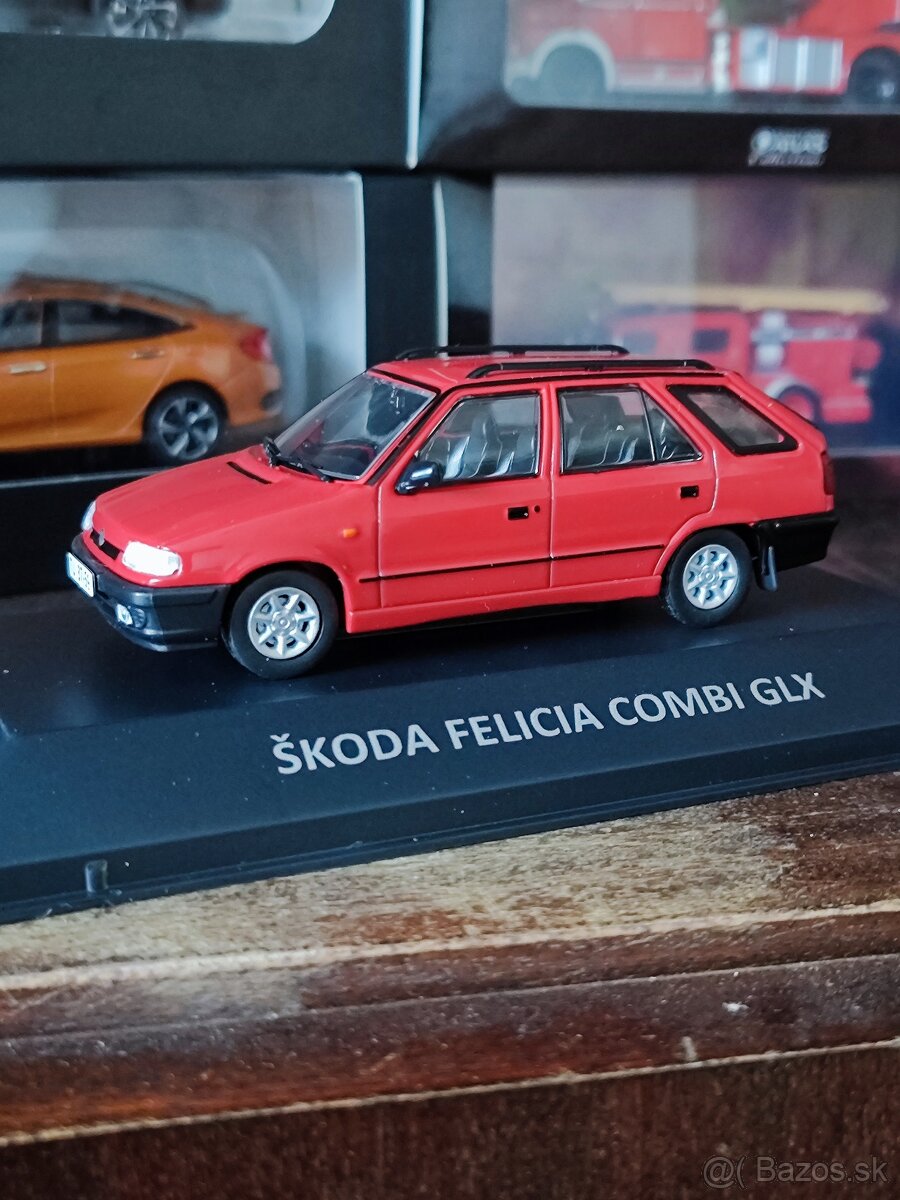 ŠKODA FELICIA COMBI GLX
@( Bazos.sk